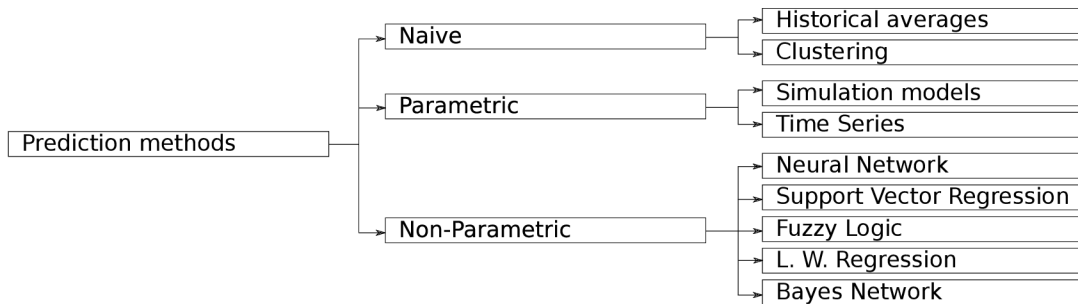 Prediction methods
Naive
Historical averages
Clustering
Parametric
Simulation models
Time Series
Non-Parametric
Neural Network
Support Vector Regression
Fuzzy Logic
L. W. Regression
Bayes Network